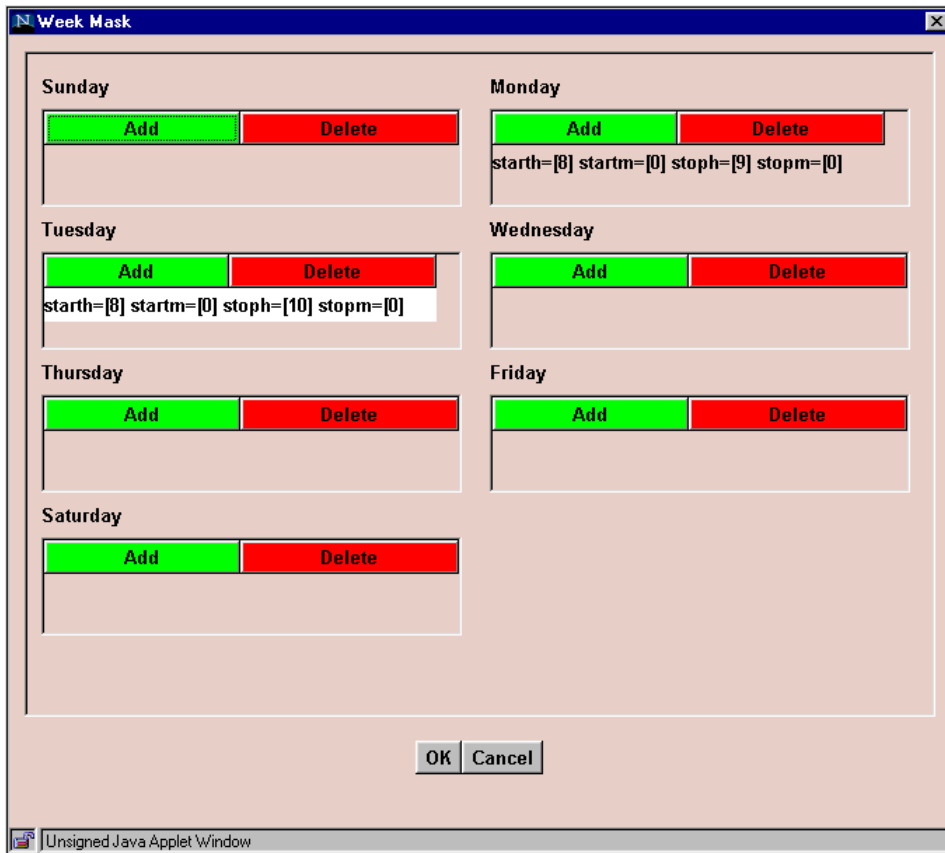 N Week Mask
Sunday
Monday
Add Delete
Add Delete
starth=[8] startm=[0] stoph=[9] stopm=[0]
Tuesday
Wednesday
Add Delete
Add Delete
starth=[8] startm=[0] stoph=[10] stopm=[0]
Thursday
Friday
Add Delete
Add Delete
Saturday
Add Delete
OK Cancel
Unsigned Java Applet Window